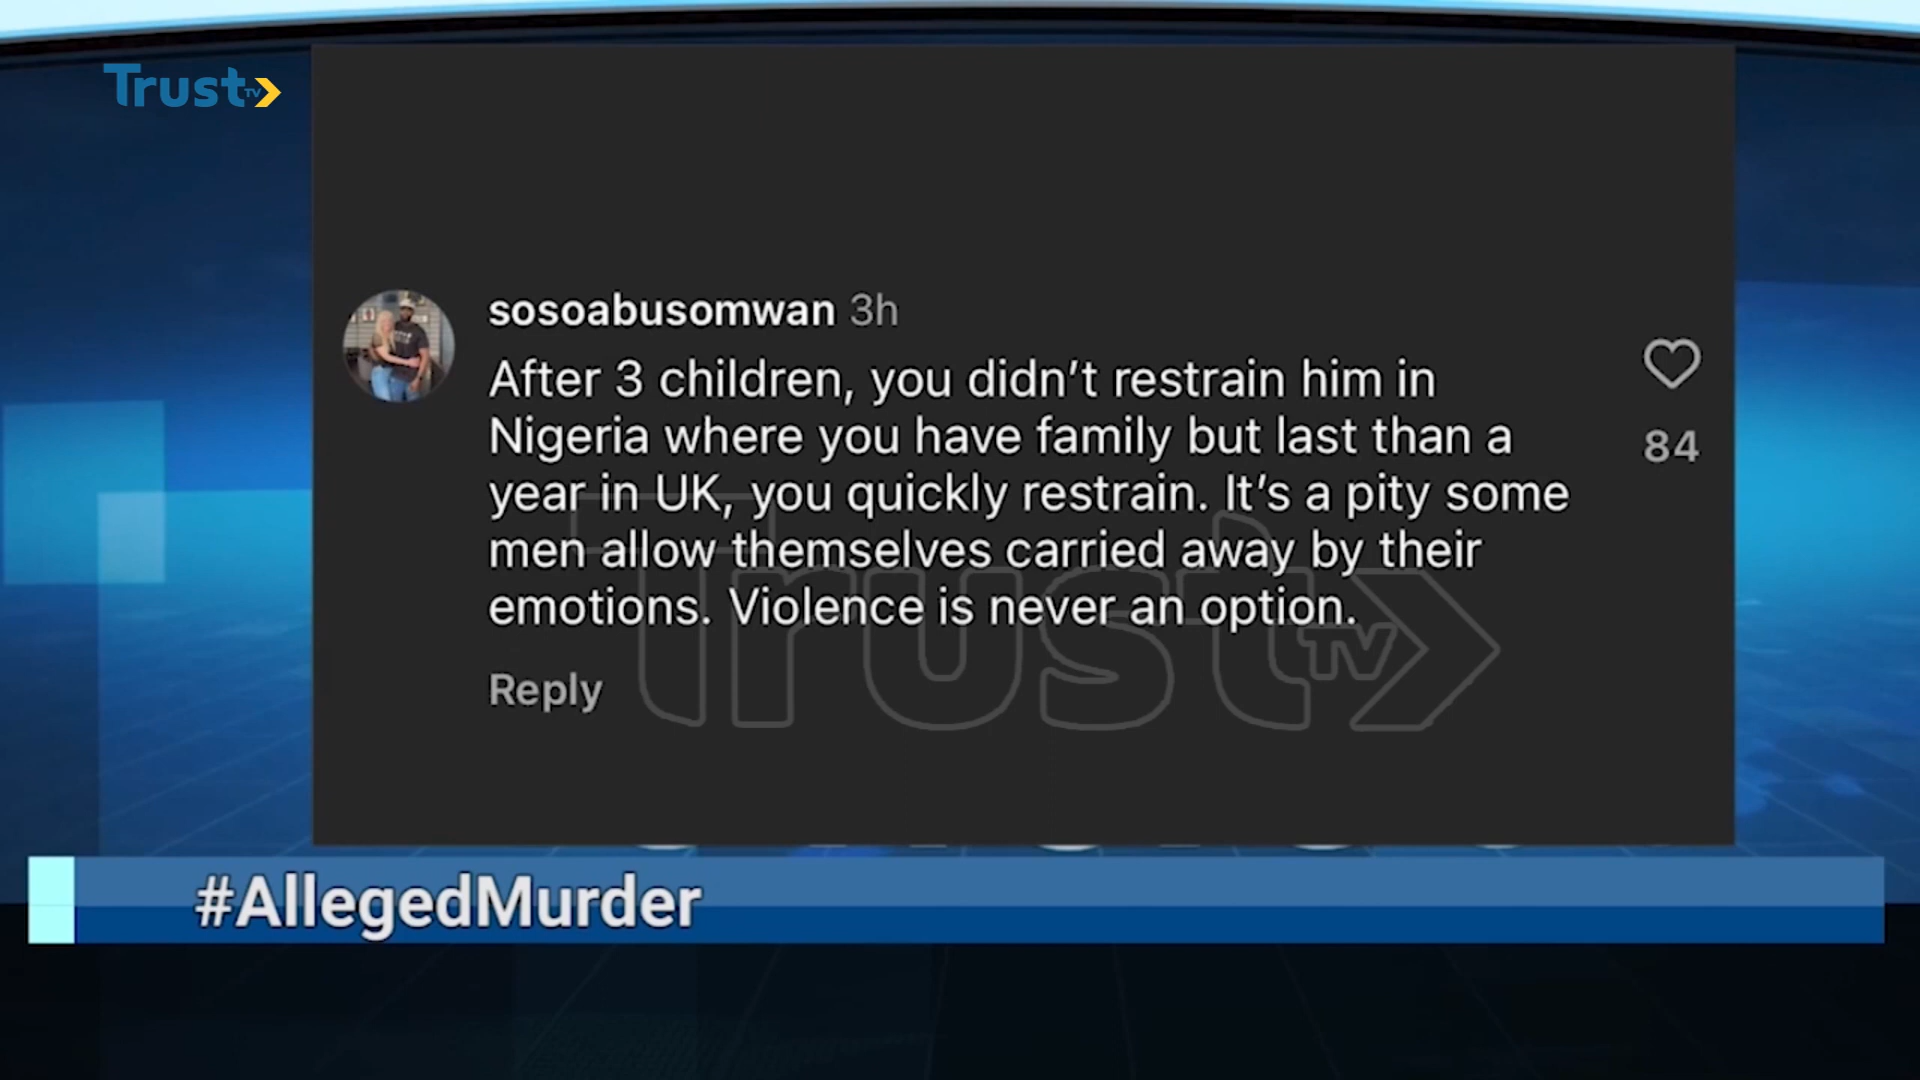 Trust TV
sosoabusomwan 3h
After 3 children, you didn’t restrain him in
Nigeria where you have family but last than a
year in UK, you quickly restrain. It’s a pity some
men allow themselves carried away by their
emotions. Violence is never an option.
84
Reply
Trust TV
#AllegedMurder